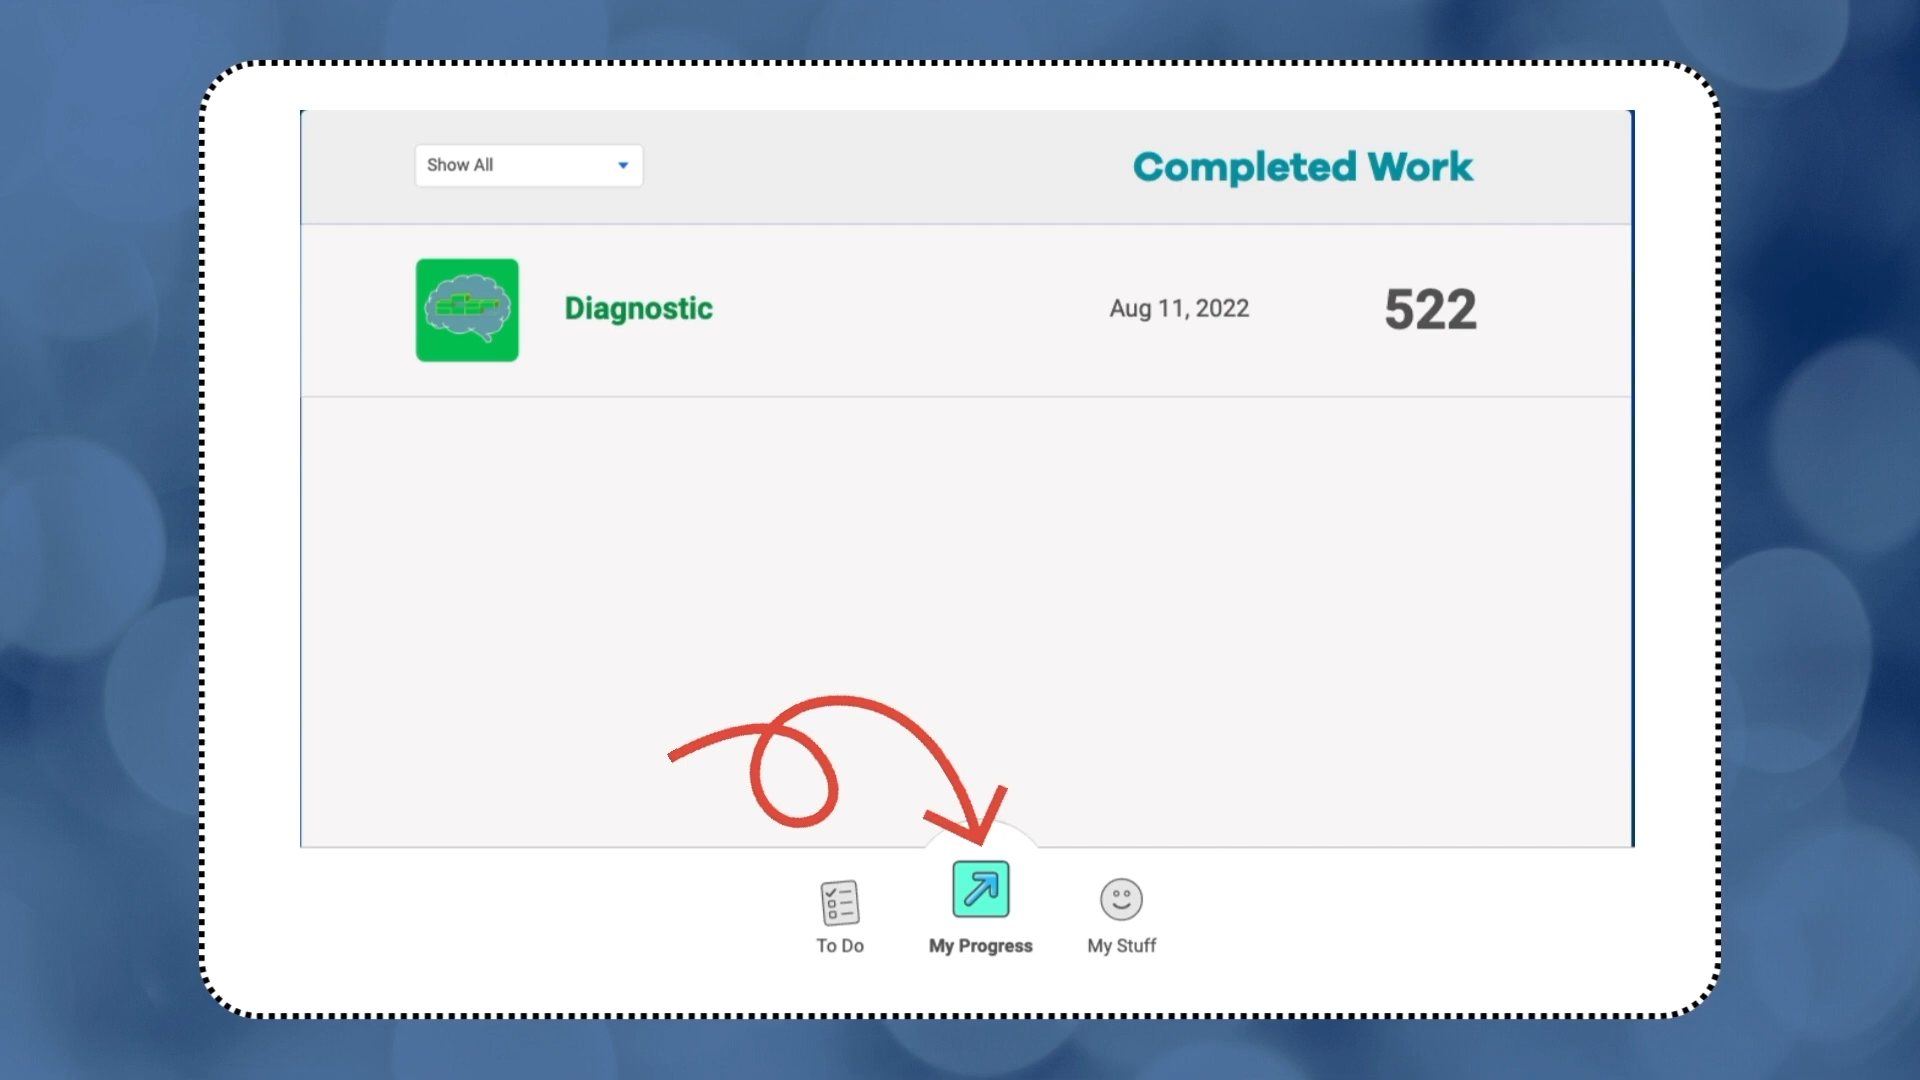 Show All
Completed Work
Diagnostic
Aug 11, 2022
522
To Do
My Progress
My Stuff